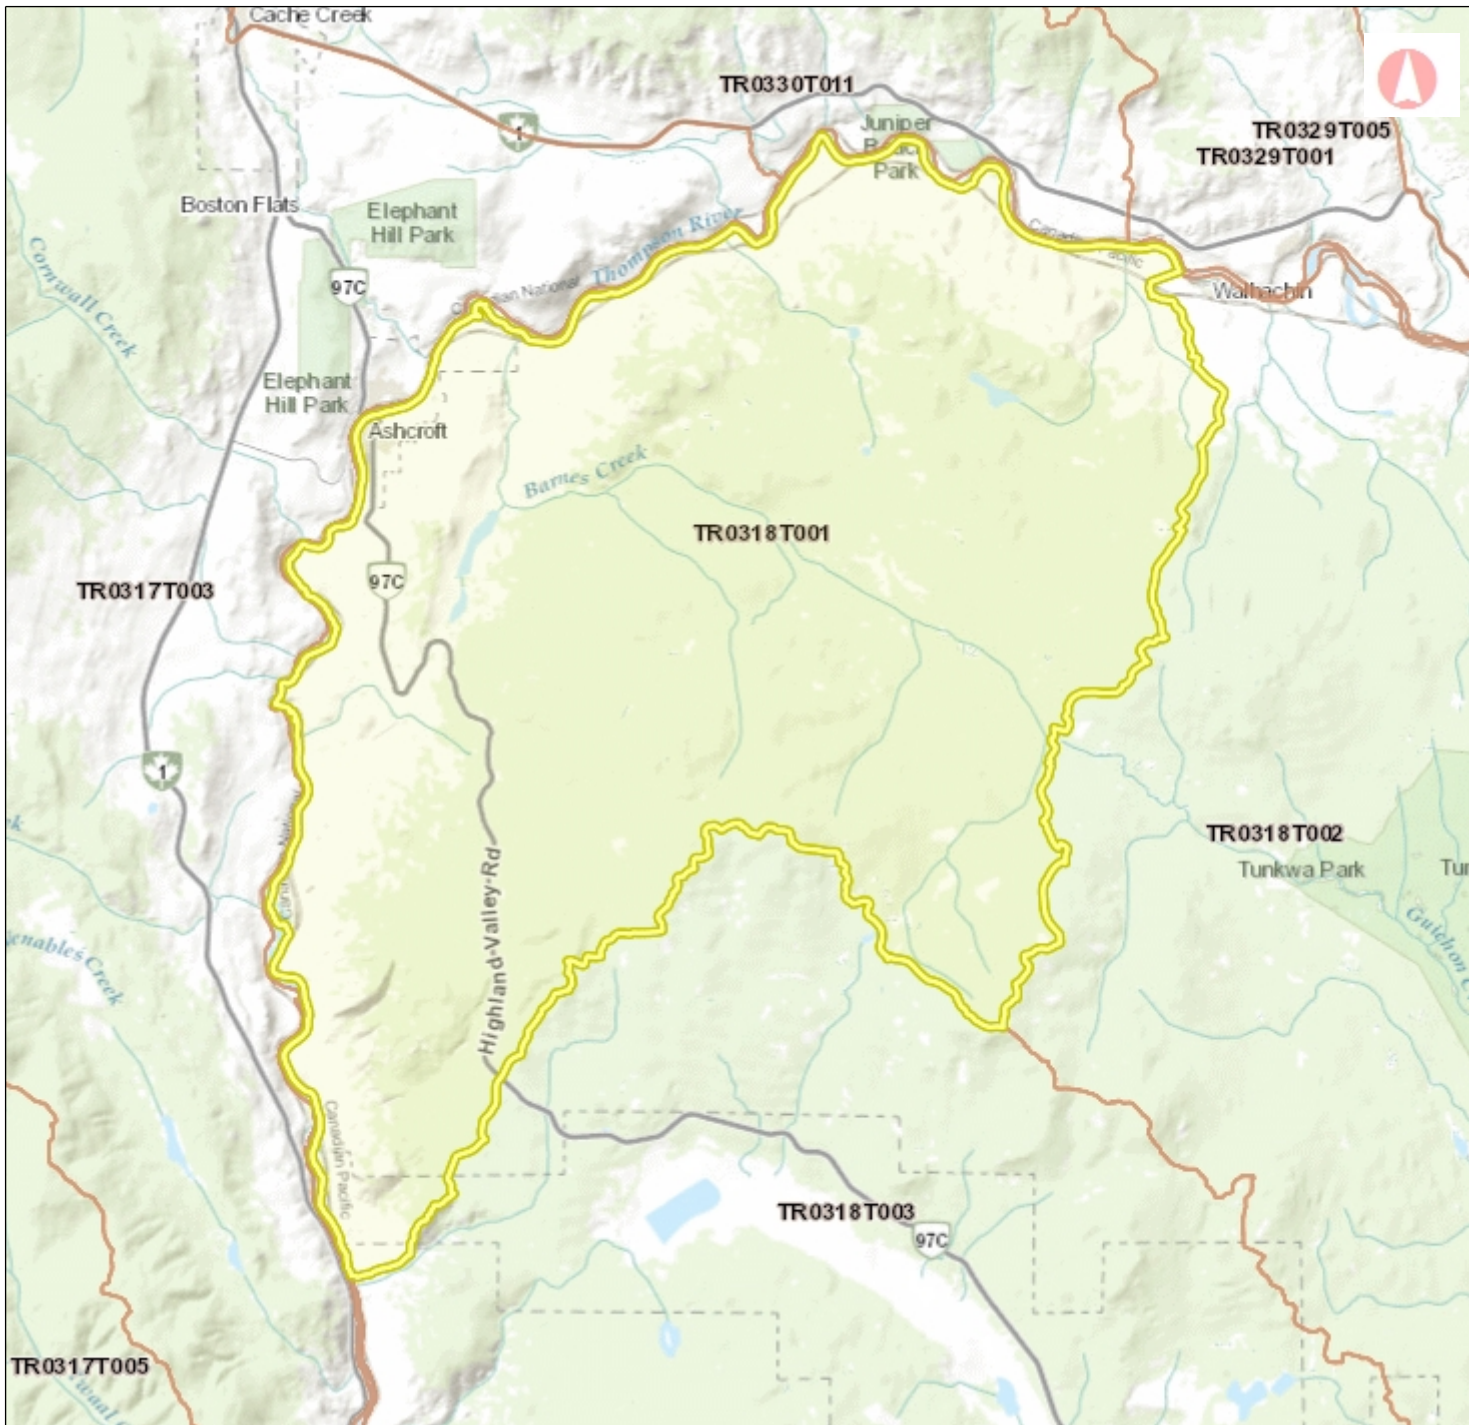 Cache Creek
TR0330T011
1
Juniper
Park
TR0329T005
TR0329T001
Boston Flats
Elephant
Hill Park
Cornwall Creek
97C
Canadian National
Thompson River
Canadian Pacific
Walhachin
Elephant
Hill Park
Ashcroft
Barnes Creek
TR0318T001
97C
TR0317T003
1
TR0318T002
Tunkwa Park
Highland-Valley-Rd
Canadian Pacific
TR0318T003
97C
TR0317T005